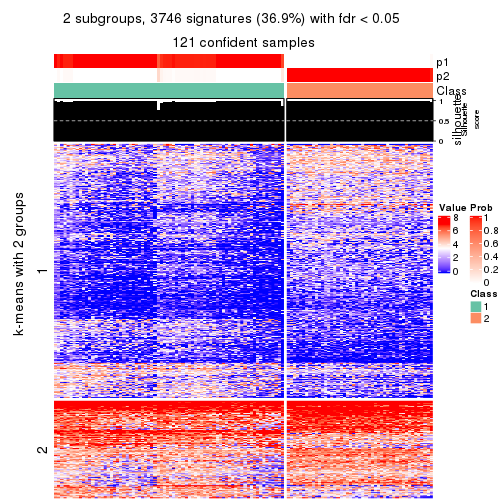 2 subgroups, 3746 signatures (36.9%) with fdr < 0.05
121 confident samples
p1
p2
Class
silhouette
1
0.5
0
Silhouette
score
k-means with 2 groups
1
2
Value
8
6
4
2
0
Prob
1
0.8
0.6
0.4
0.2
0
Class
1
2